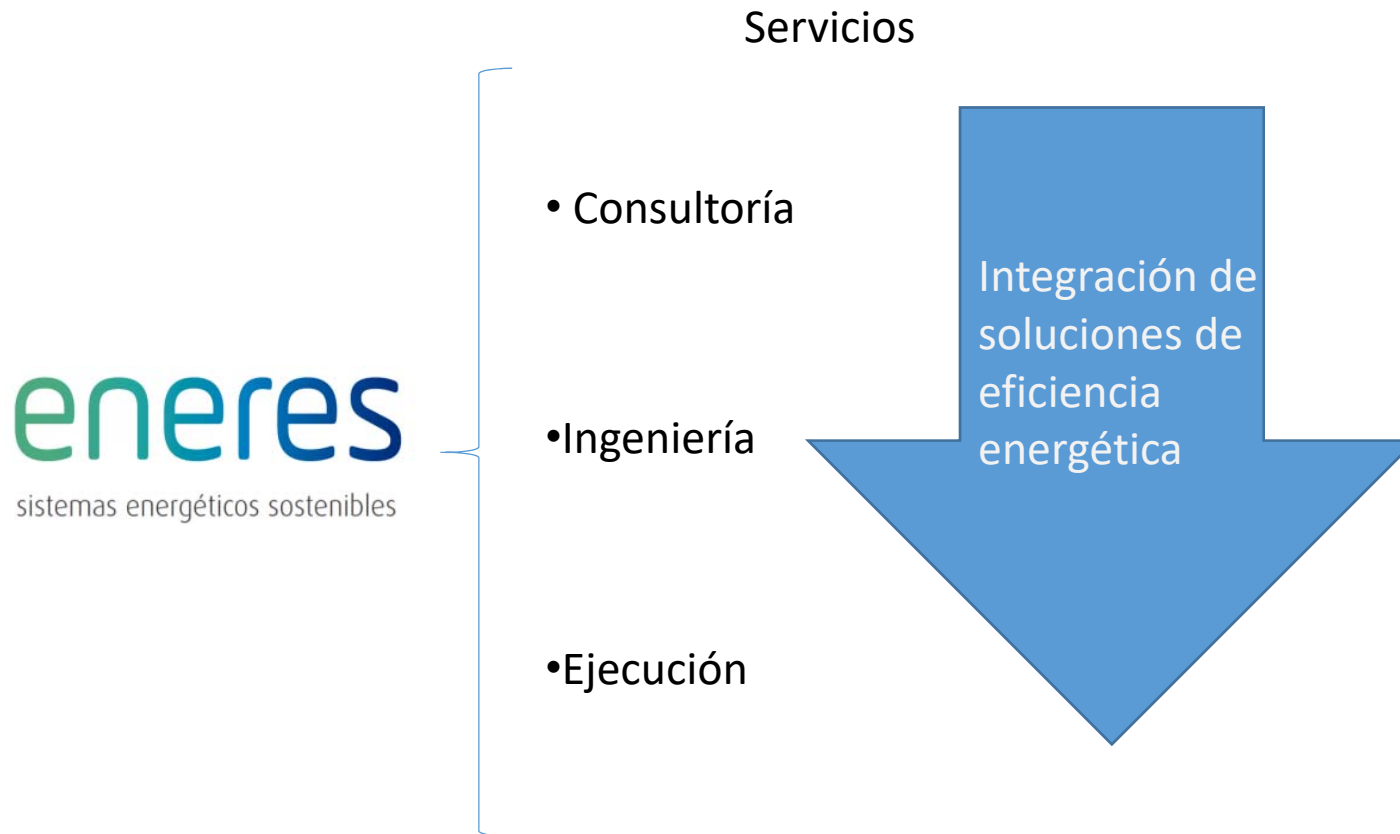 Servicios
• Consultoría
Integración de
soluciones de
eficiencia
energética
•Ingeniería
eneres
sistemas energéticos sostenibles
•Ejecución